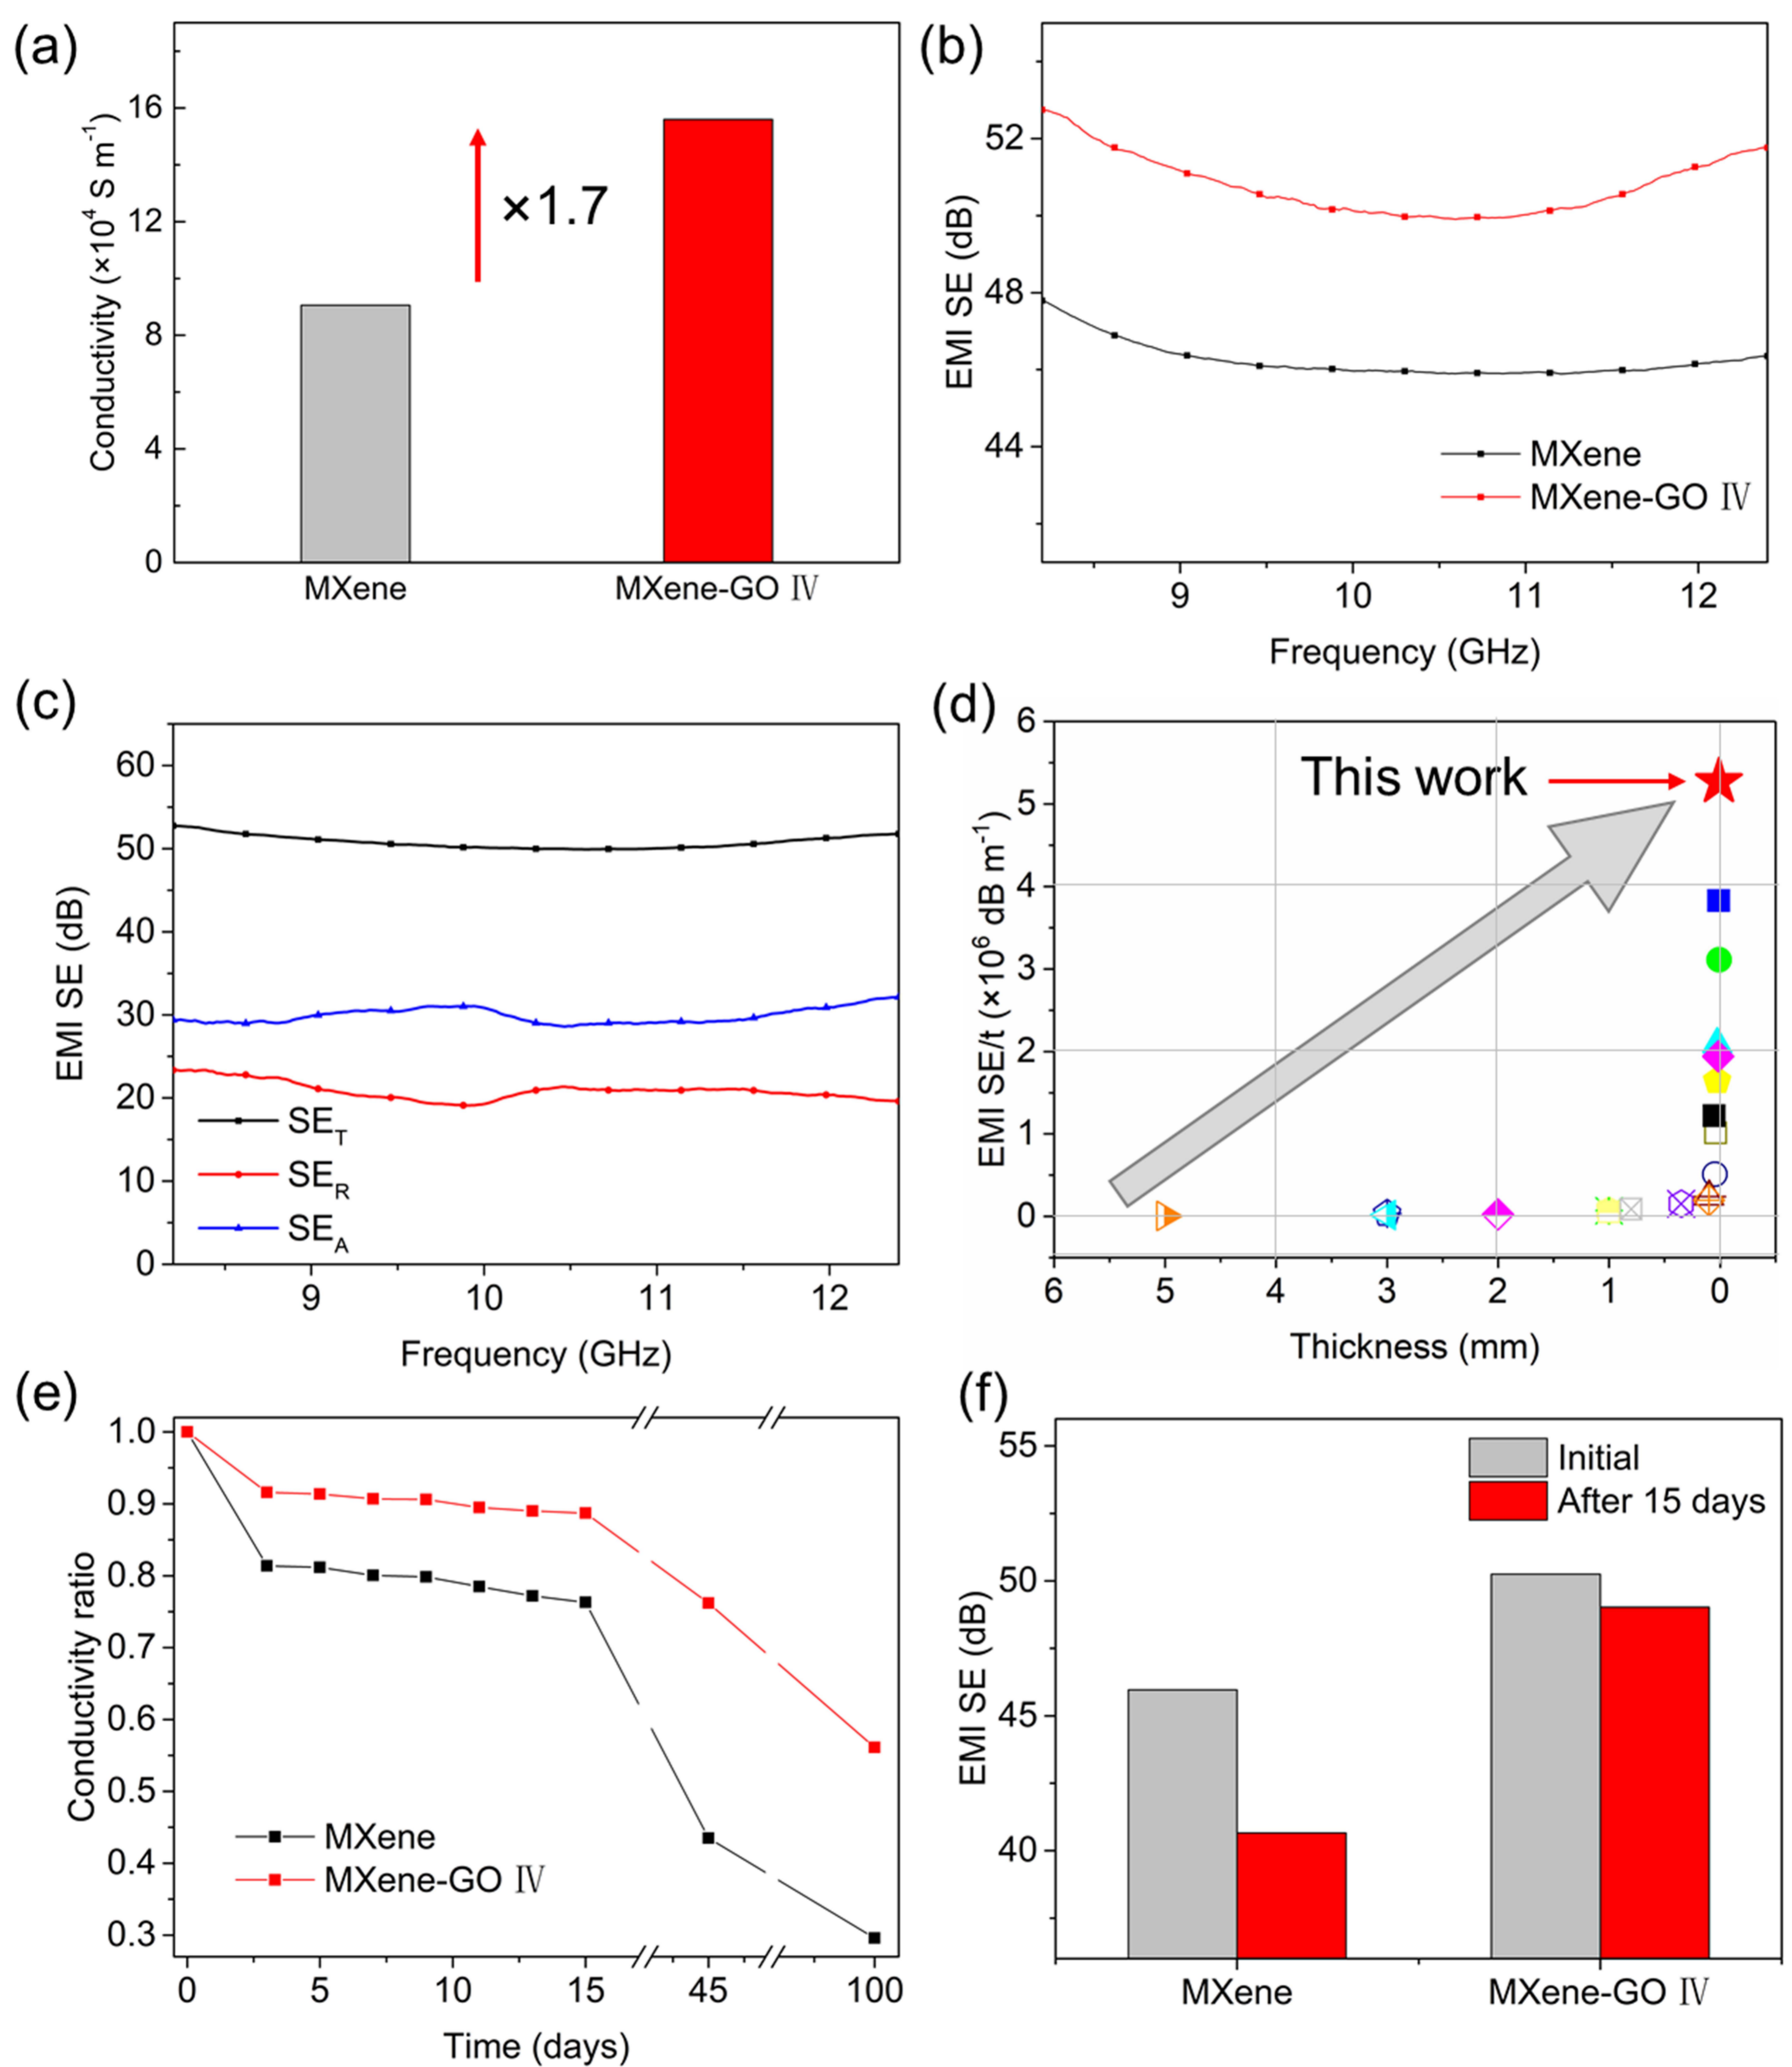 (a)
Conductivity (×10⁴ S m⁻¹)
16
12
8
4
0
×1.7
MXene
MXene-GO Ⅳ
(b)
EMI SE (dB)
52
48
44
MXene
MXene-GO Ⅳ
9
10
11
12
Frequency (GHz)
(c)
EMI SE (dB)
60
50
40
30
20
10
0
SE_T
SE_R
SE_A
9
10
11
12
Frequency (GHz)
(d)
EMI SE/t (×10⁶ dB m⁻¹)
6
5
4
3
2
1
0
This work
6
5
4
3
2
1
0
Thickness (mm)
(e)
Conductivity ratio
1.0
0.9
0.8
0.7
0.6
0.5
0.4
0.3
MXene
MXene-GO Ⅳ
0
5
10
15
45
100
Time (days)
(f)
EMI SE (dB)
55
50
45
40
Initial
After 15 days
MXene
MXene-GO Ⅳ